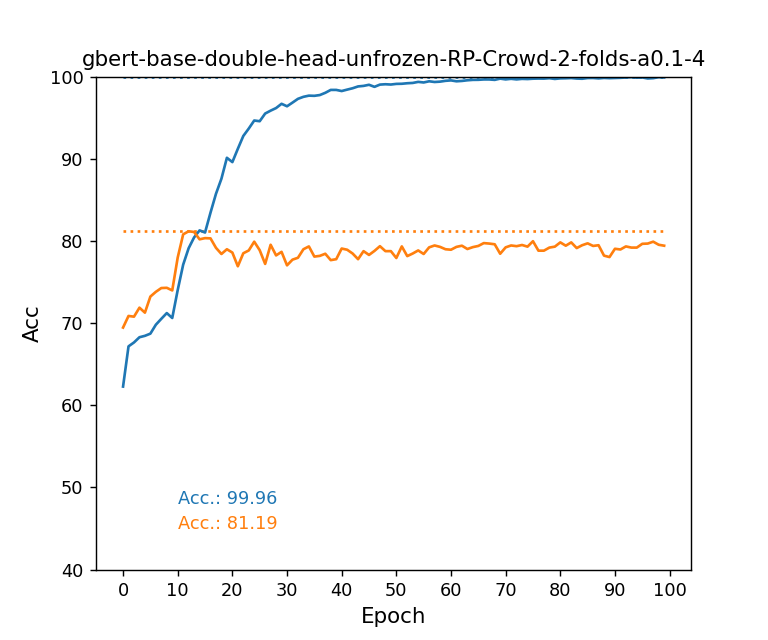 gbert-base-double-head-unfrozen-RP-Crowd-2-folds-a0.1-4
100
90
80
70
60
50
40
Acc
Acc.: 99.96
Acc.: 81.19
0 10 20 30 40 50 60 70 80 90 100
Epoch